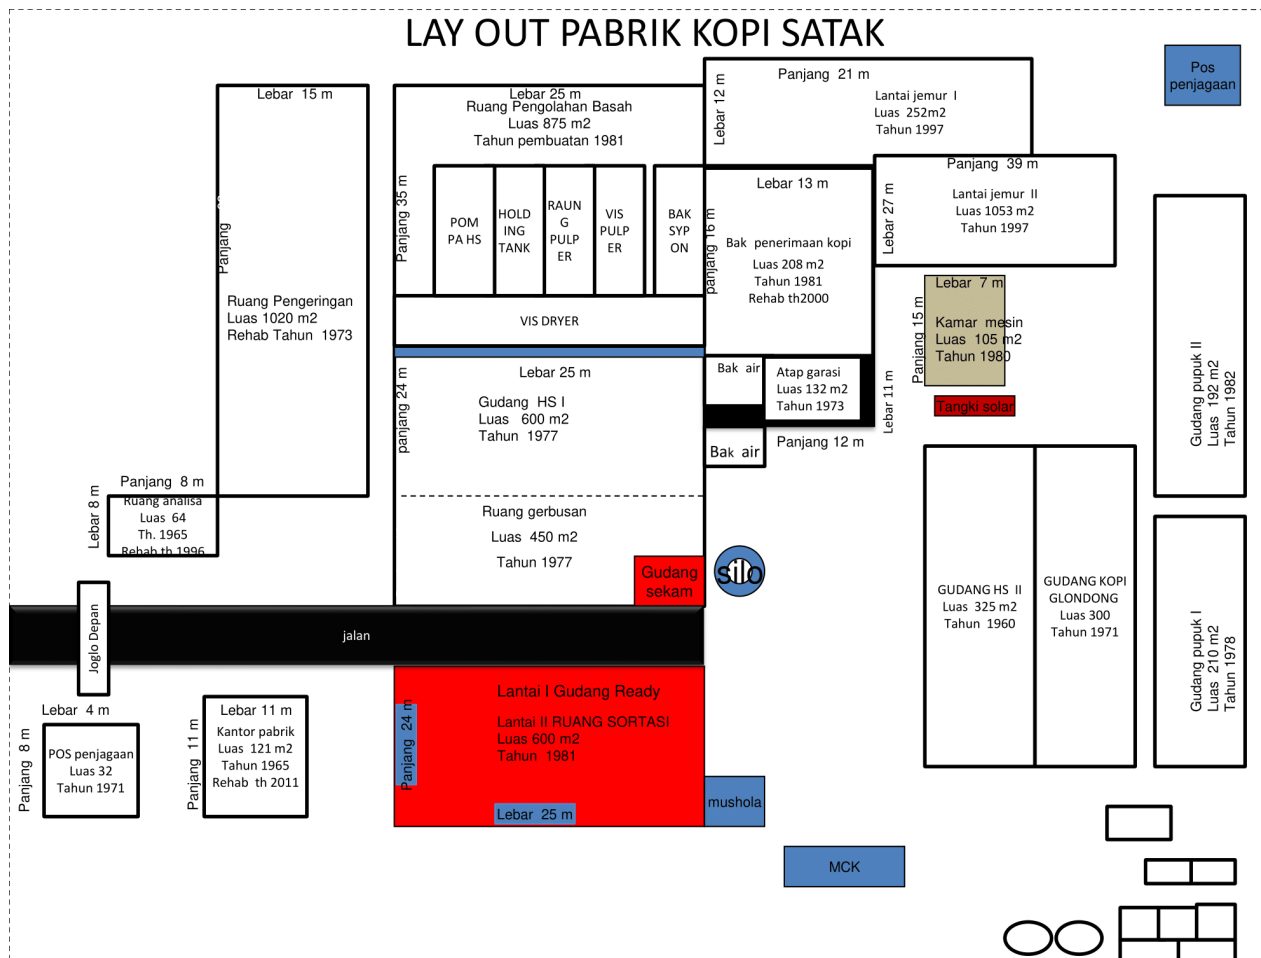 LAY OUT PABRIK KOPI SATAK
Pos
penjagaan
Lebar 15 m
Panjang
Ruang Pengeringan
Luas 1020 m2
Rehab Tahun 1973
Lebar 25 m
Ruang Pengolahan Basah
Luas 875 m2
Tahun pembuatan 1981
Panjang 35 m
POM
PA HS
HOLD
ING
TANK
RAUN
G
PULP
ER
VIS
PULP
ER
BAK
SYP
ON
VIS DRYER
Panjang 21 m
Lebar 12 m
Lantai jemur I
Luas 252m2
Tahun 1997
Panjang 39 m
Lebar 27 m
Lantai jemur II
Luas 1053 m2
Tahun 1997
Lebar 13 m
panjang 16 m
Bak penerimaan kopi
Luas 208 m2
Tahun 1981
Rehab th2000
Lebar 7 m
Panjang 15 m
Kamar mesin
Luas 105 m2
Tahun 1980
Tangki solar
Bak air
Atap garasi
Luas 132 m2
Tahun 1973
Lebar 11 m
Panjang 12 m
Bak air
Lebar 25 m
panjang 24 m
Gudang HS I
Luas 600 m2
Tahun 1977
Ruang gerbusan
Luas 450 m2
Tahun 1977
Gudang
sekam
silo
Panjang 8 m
Lebar 8 m
Ruang analisa
Luas 64
Th. 1965
Rehab th 1996
Joglo Depan
jalan
Gudang pupuk II
Luas 192 m2
Tahun 1982
GUDANG HS II
Luas 325 m2
Tahun 1960
GUDANG KOPI
GLONDONG
Luas 300
Tahun 1971
Gudang pupuk I
Luas 210 m2
Tahun 1978
Lebar 4 m
Panjang 8 m
POS penjagaan
Luas 32
Tahun 1971
Lebar 11 m
Panjang 11 m
Kantor pabrik
Luas 121 m2
Tahun 1965
Rehab th 2011
Lantai I Gudang Ready
Lantai II RUANG SORTASI
Luas 600 m2
Tahun 1981
Panjang 24 m
Lebar 25 m
mushola
MCK